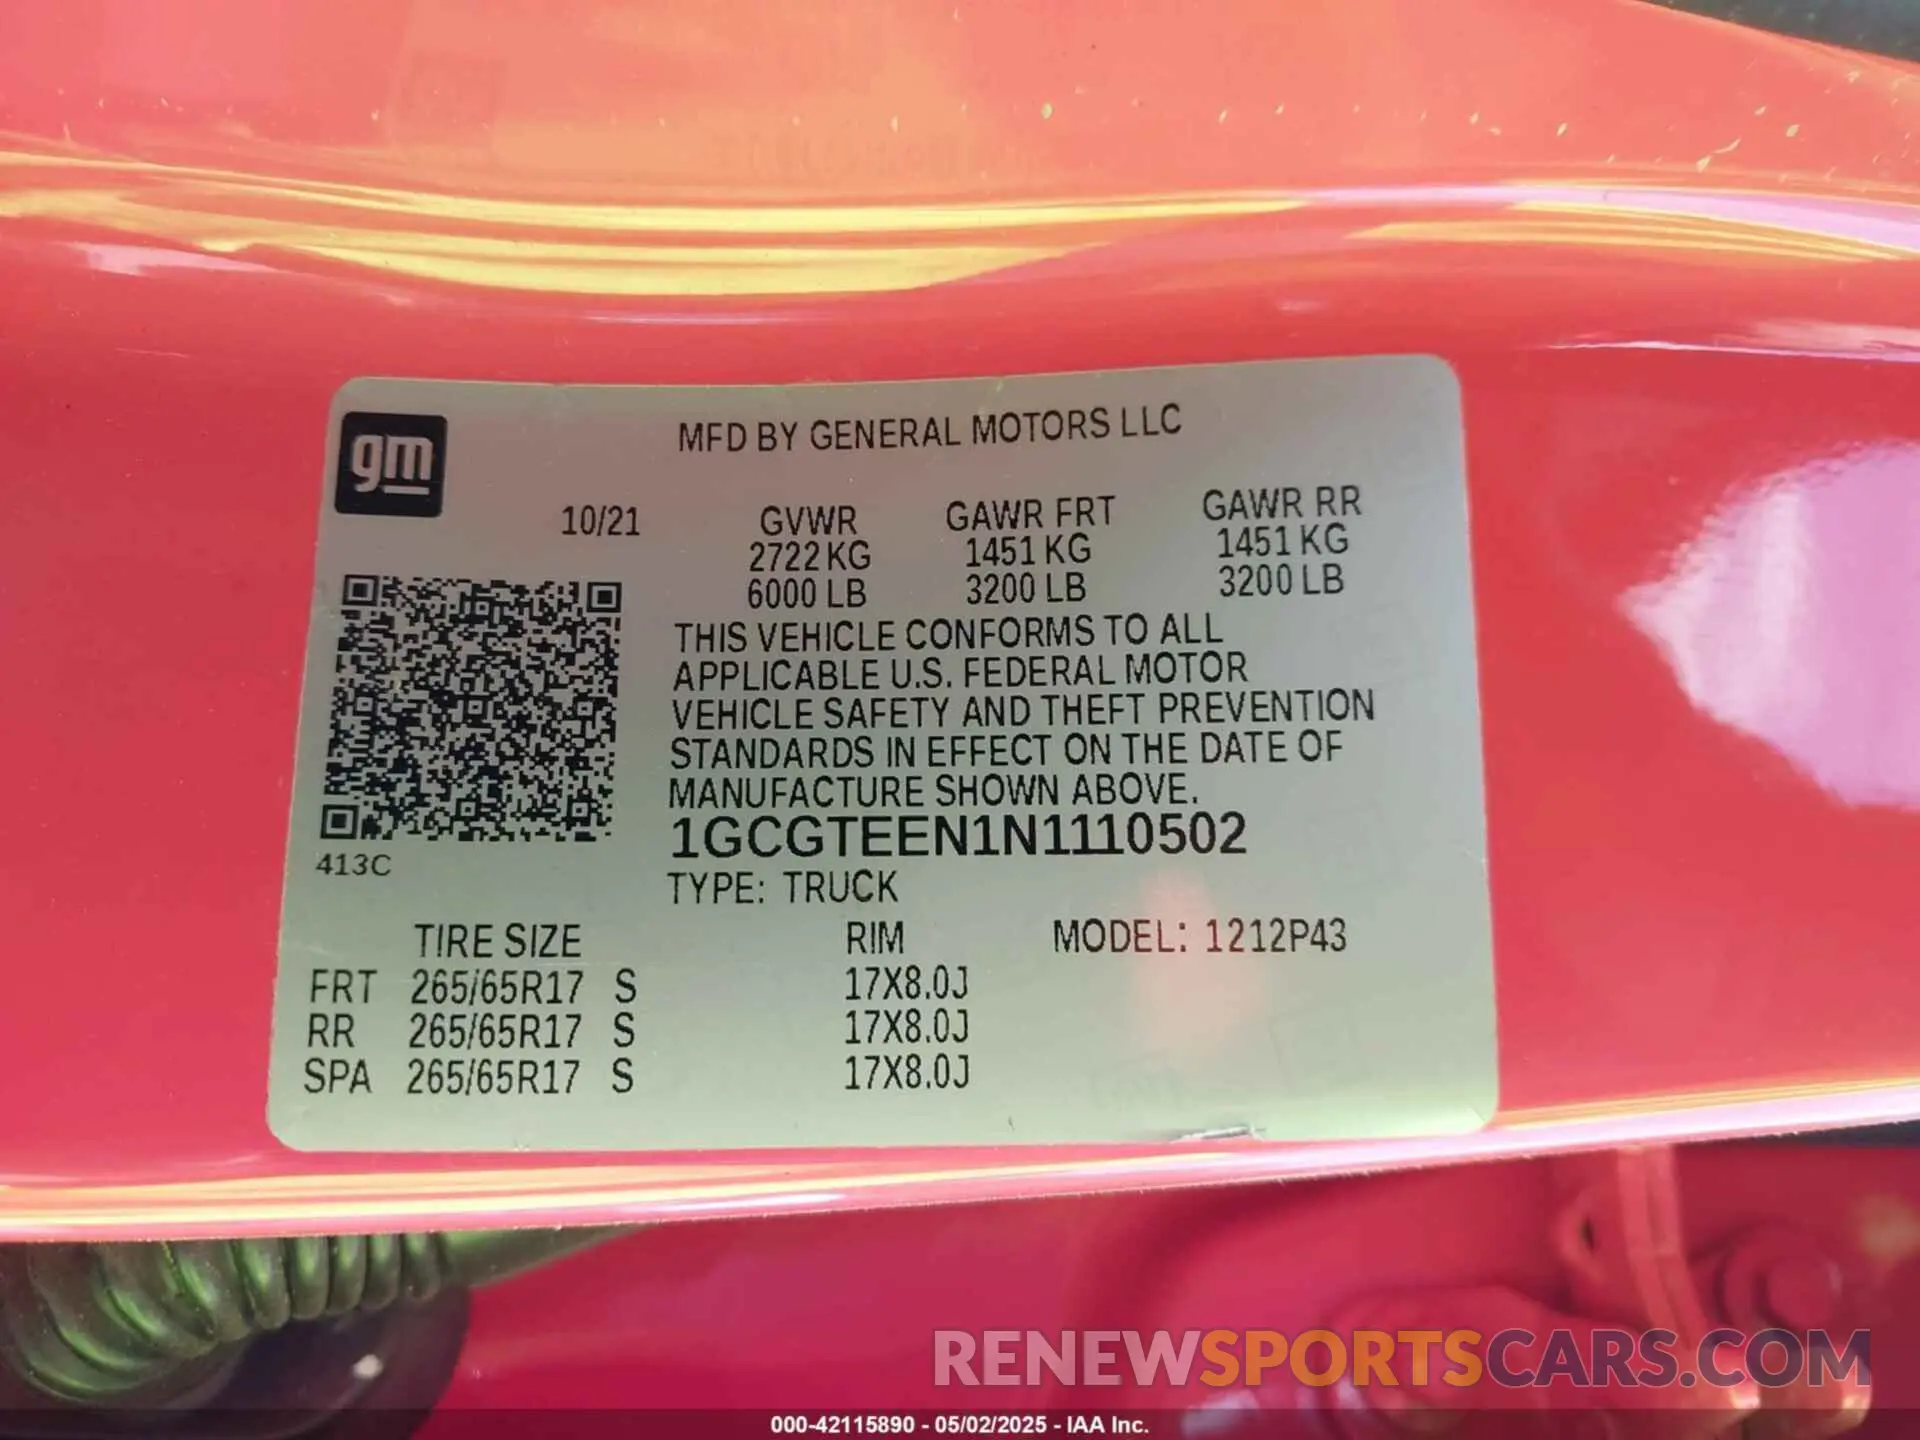 gm
MFD BY GENERAL MOTORS LLC
10/21 GVWR GAWR FRT GAWR RR
2722 KG 1451 KG 1451 KG
6000 LB 3200 LB 3200 LB
THIS VEHICLE CONFORMS TO ALL
APPLICABLE U.S. FEDERAL MOTOR
VEHICLE SAFETY AND THEFT PREVENTION
STANDARDS IN EFFECT ON THE DATE OF
MANUFACTURE SHOWN ABOVE.
1GCGTEEN1N1110502
413C
TYPE: TRUCK
TIRE SIZE RIM MODEL: 1212P43
FRT 265/65R17 S 17X8.0J
RR 265/65R17 S 17X8.0J
SPA 265/65R17 S 17X8.0J
RENEWSPORTSCARS.COM
000-42115890 - 05/02/2025 - IAA Inc.